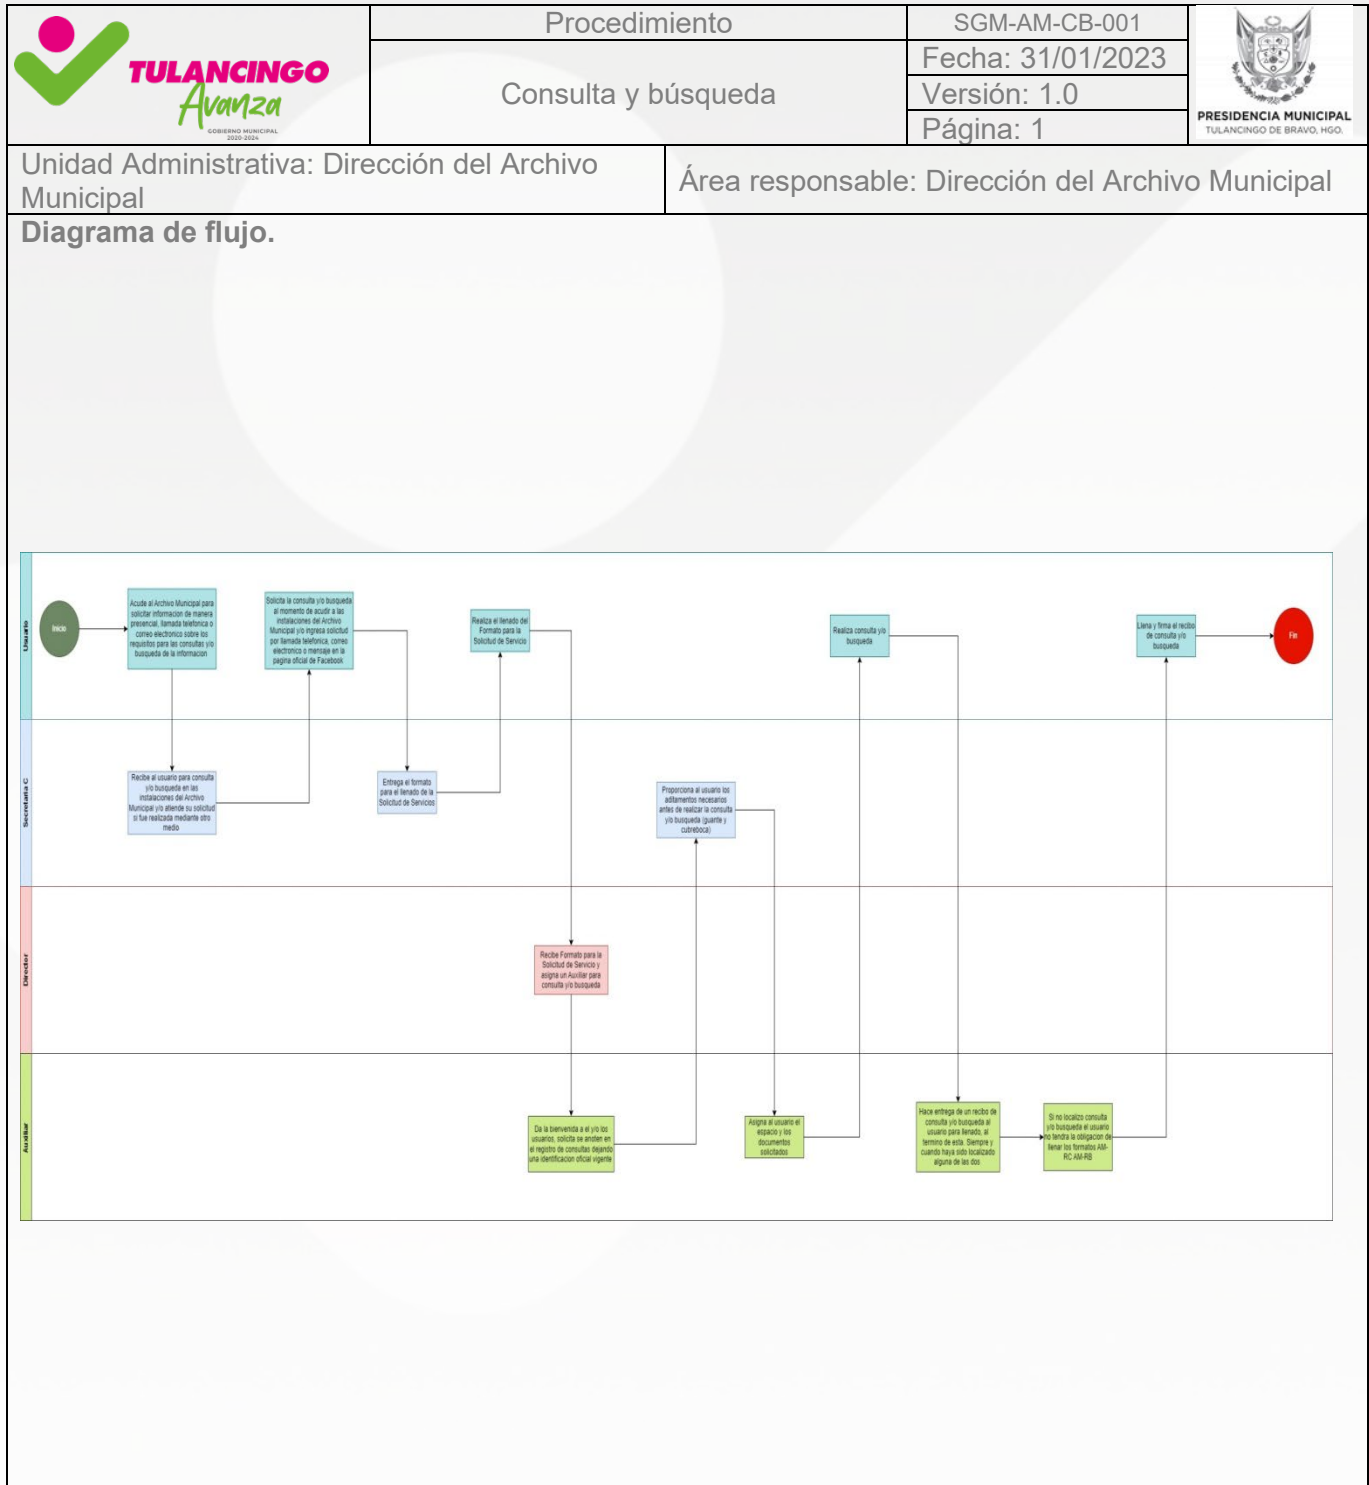 TULANCINGO
Avanza
GOBIERNO MUNICIPAL
2020-2024
Procedimiento
Consulta y búsqueda
SGM-AM-CB-001
Fecha: 31/01/2023
Versión: 1.0
Página: 1
PRESIDENCIA MUNICIPAL
TULANCINGO DE BRAVO, HGO.
Unidad Administrativa: Dirección del Archivo
Municipal
Área responsable: Dirección del Archivo Municipal
Diagrama de flujo.
Usuario
Inicio
Acude al Archivo Municipal para
solicitar informacion de manera
presencial, llamada telefonica o
correo electronico sobre los
requisitos para las consultas y/o
busqueda de la informacion
Solicita la consulta y/o busqueda
al momento de acudir a las
instalaciones del Archivo
Municipal y/o ingresa solicitud
por llamada telefonica, correo
electronico o mensaje en la
pagina oficial de Facebook
Realiza el llenado del
Formato para la
Solicitud de Servicio
Realiza consulta y/o
busqueda
Llena y firma el recibo
de consulta y/o
busqueda
Fin
Secretaria C
Recibe al usuario para consulta
y/o busqueda en las
instalaciones del Archivo
Municipal y/o atiende su solicitud
si fue realizada mediante otro
medio
Entrega el formato
para el llenado de la
Solicitud de Servicios
Proporciona al usuario los
aditamentos necesarios
antes de realizar la consulta
y/o busqueda (guante y
cubreboca)
Director
Recibe Formato para la
Solicitud de Servicio y
asigna un Auxiliar para
consulta y/o busqueda
Auxiliar
Da la bienvenida a el y/o los
usuarios, solicita se anoten en
el registro de consultas dejando
una identificacion oficial vigente
Asigna al usuario el
espacio y los
documentos
solicitados
Hace entrega de un recibo de
consulta y/o busqueda al
usuario para llenado, al
termino de esta. Siempre y
cuando haya sido localizado
alguna de las dos
Si no localizo consulta
y/o busqueda el usuario
no tendra la obligacion de
llenar los formatos AM-
RC AM-RB